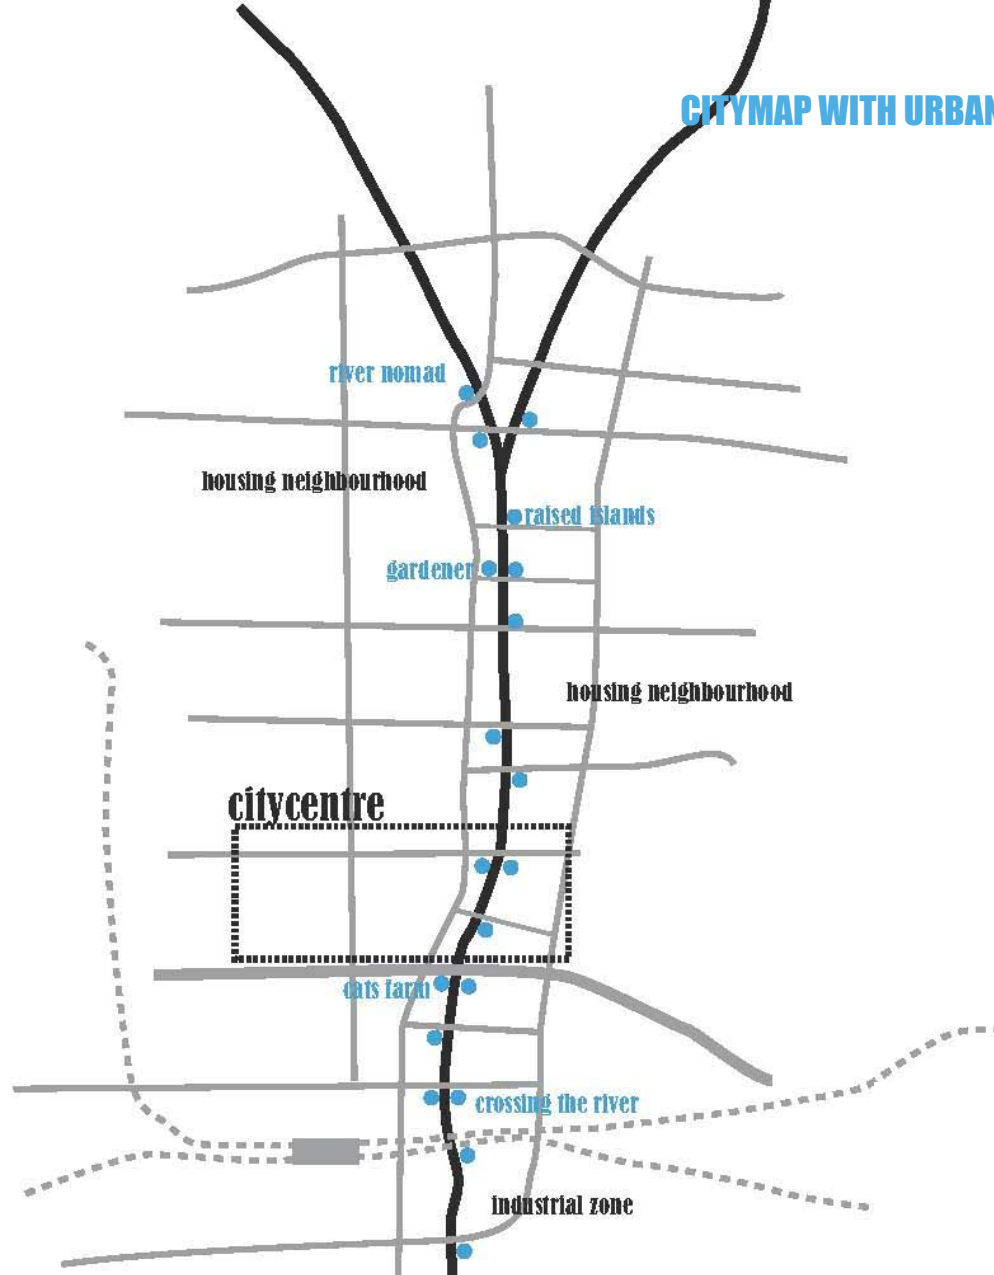 CITYMAP WITH URBAN
river nomad
housing neighbourhood
raised islands
gardener
housing neighbourhood
citycentre
cats farm
crossing the river
industrial zone